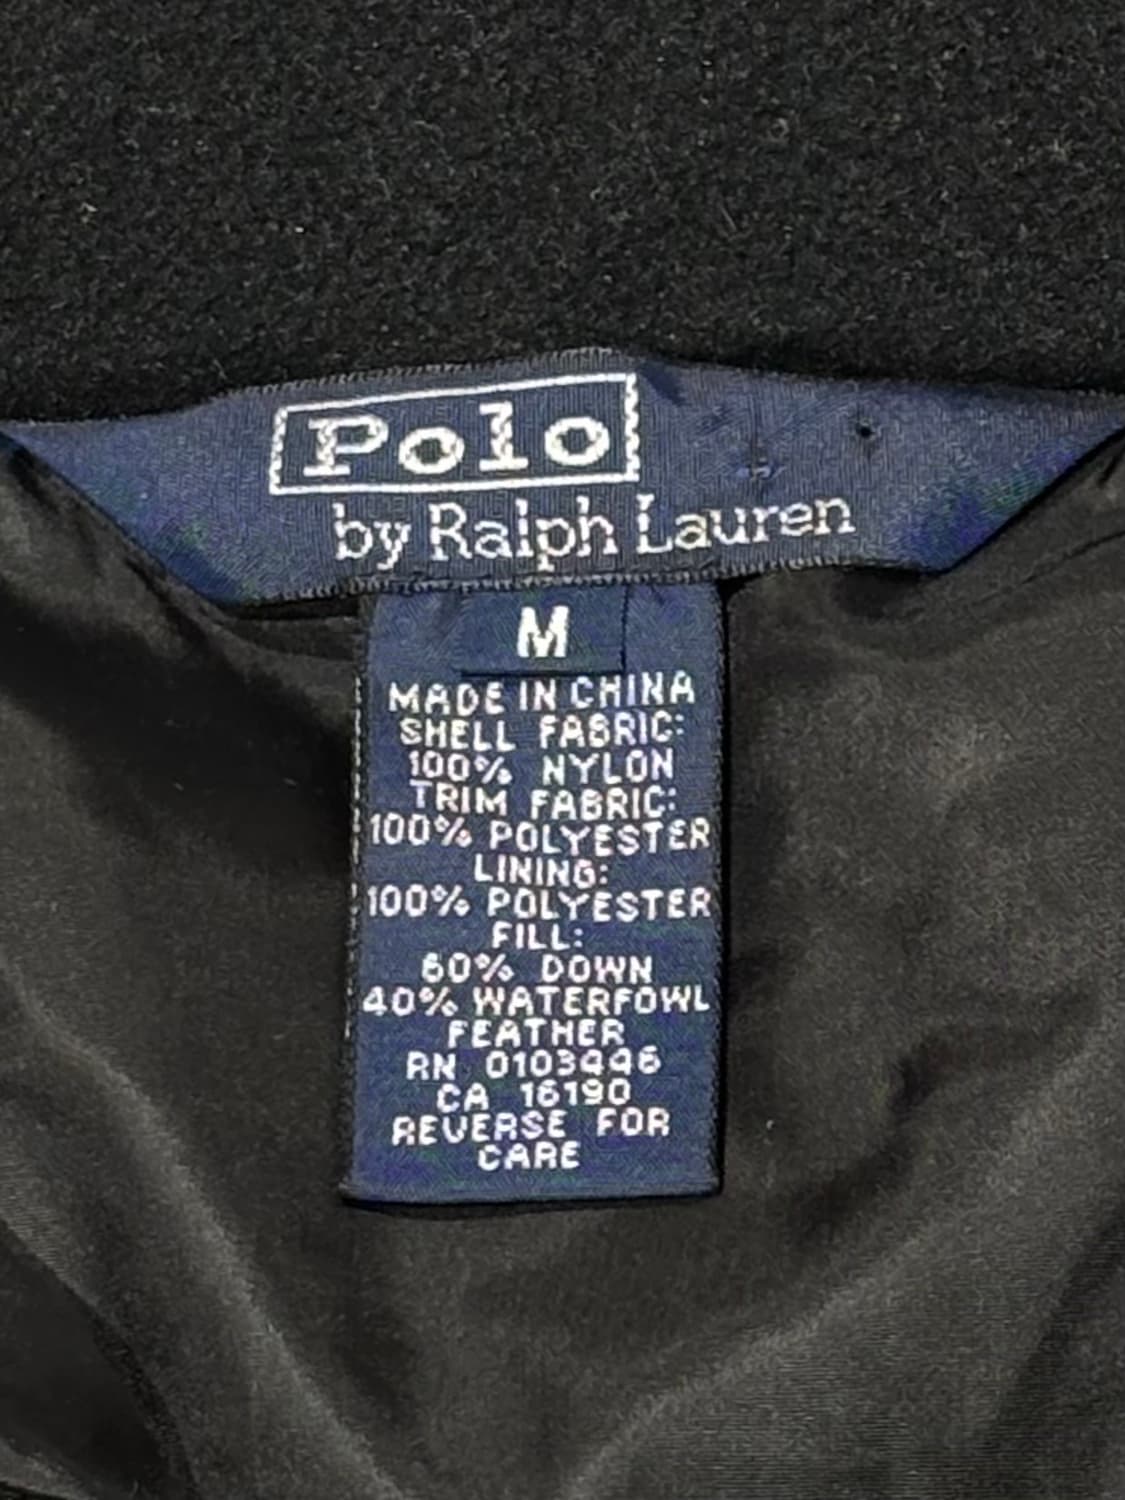 Polo
by Ralph Lauren
M
MADE IN CHINA
SHELL FABRIC:
100% NYLON
TRIM FABRIC:
100% POLYESTER
LINING:
100% POLYESTER
FILL:
60% DOWN
40% WATERFOWL
FEATHER
RN 0103446
CA 16190
REVERSE FOR
CARE